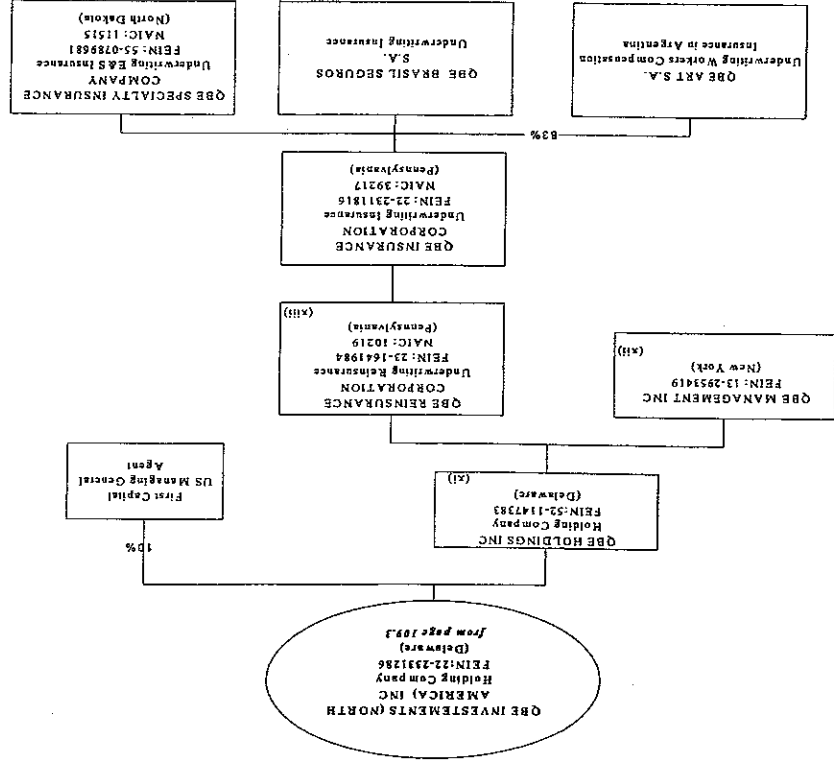 QBE INVESTEMENTS (NORTH
AMERICA) INC
Holding Company
FEIN:22-2331286
(Delaware)
from page 109.3
10%
QBE HOLDINGS INC
Holding Company
FEIN:52-1147383
(Delaware)
(xi)
First Capital
US Managing General
Agent
QBE MANAGEMENT INC
FEIN: 13-2953419
(New York)
(xii)
QBE REINSURANCE
CORPORATION
Underwriting Reinsurance
FEIN: 23-1641984
NAIC: 10219
(Pennsylvania)
(xiii)
QBE INSURANCE
CORPORATION
Underwriting Insurance
FEIN: 22-2311816
NAIC: 39217
(Pennsylvania)
83%
QBE ART S.A.
Underwriting Workers Compensation
Insurance in Argentina
QBE BRASIL SEGUROS
S.A.
Underwriting Insurance
QBE SPECIALTY INSURANCE
COMPANY
Underwriting E&S Insurance
FEIN: 55-0789681
NAIC: 11515
(North Dakota)